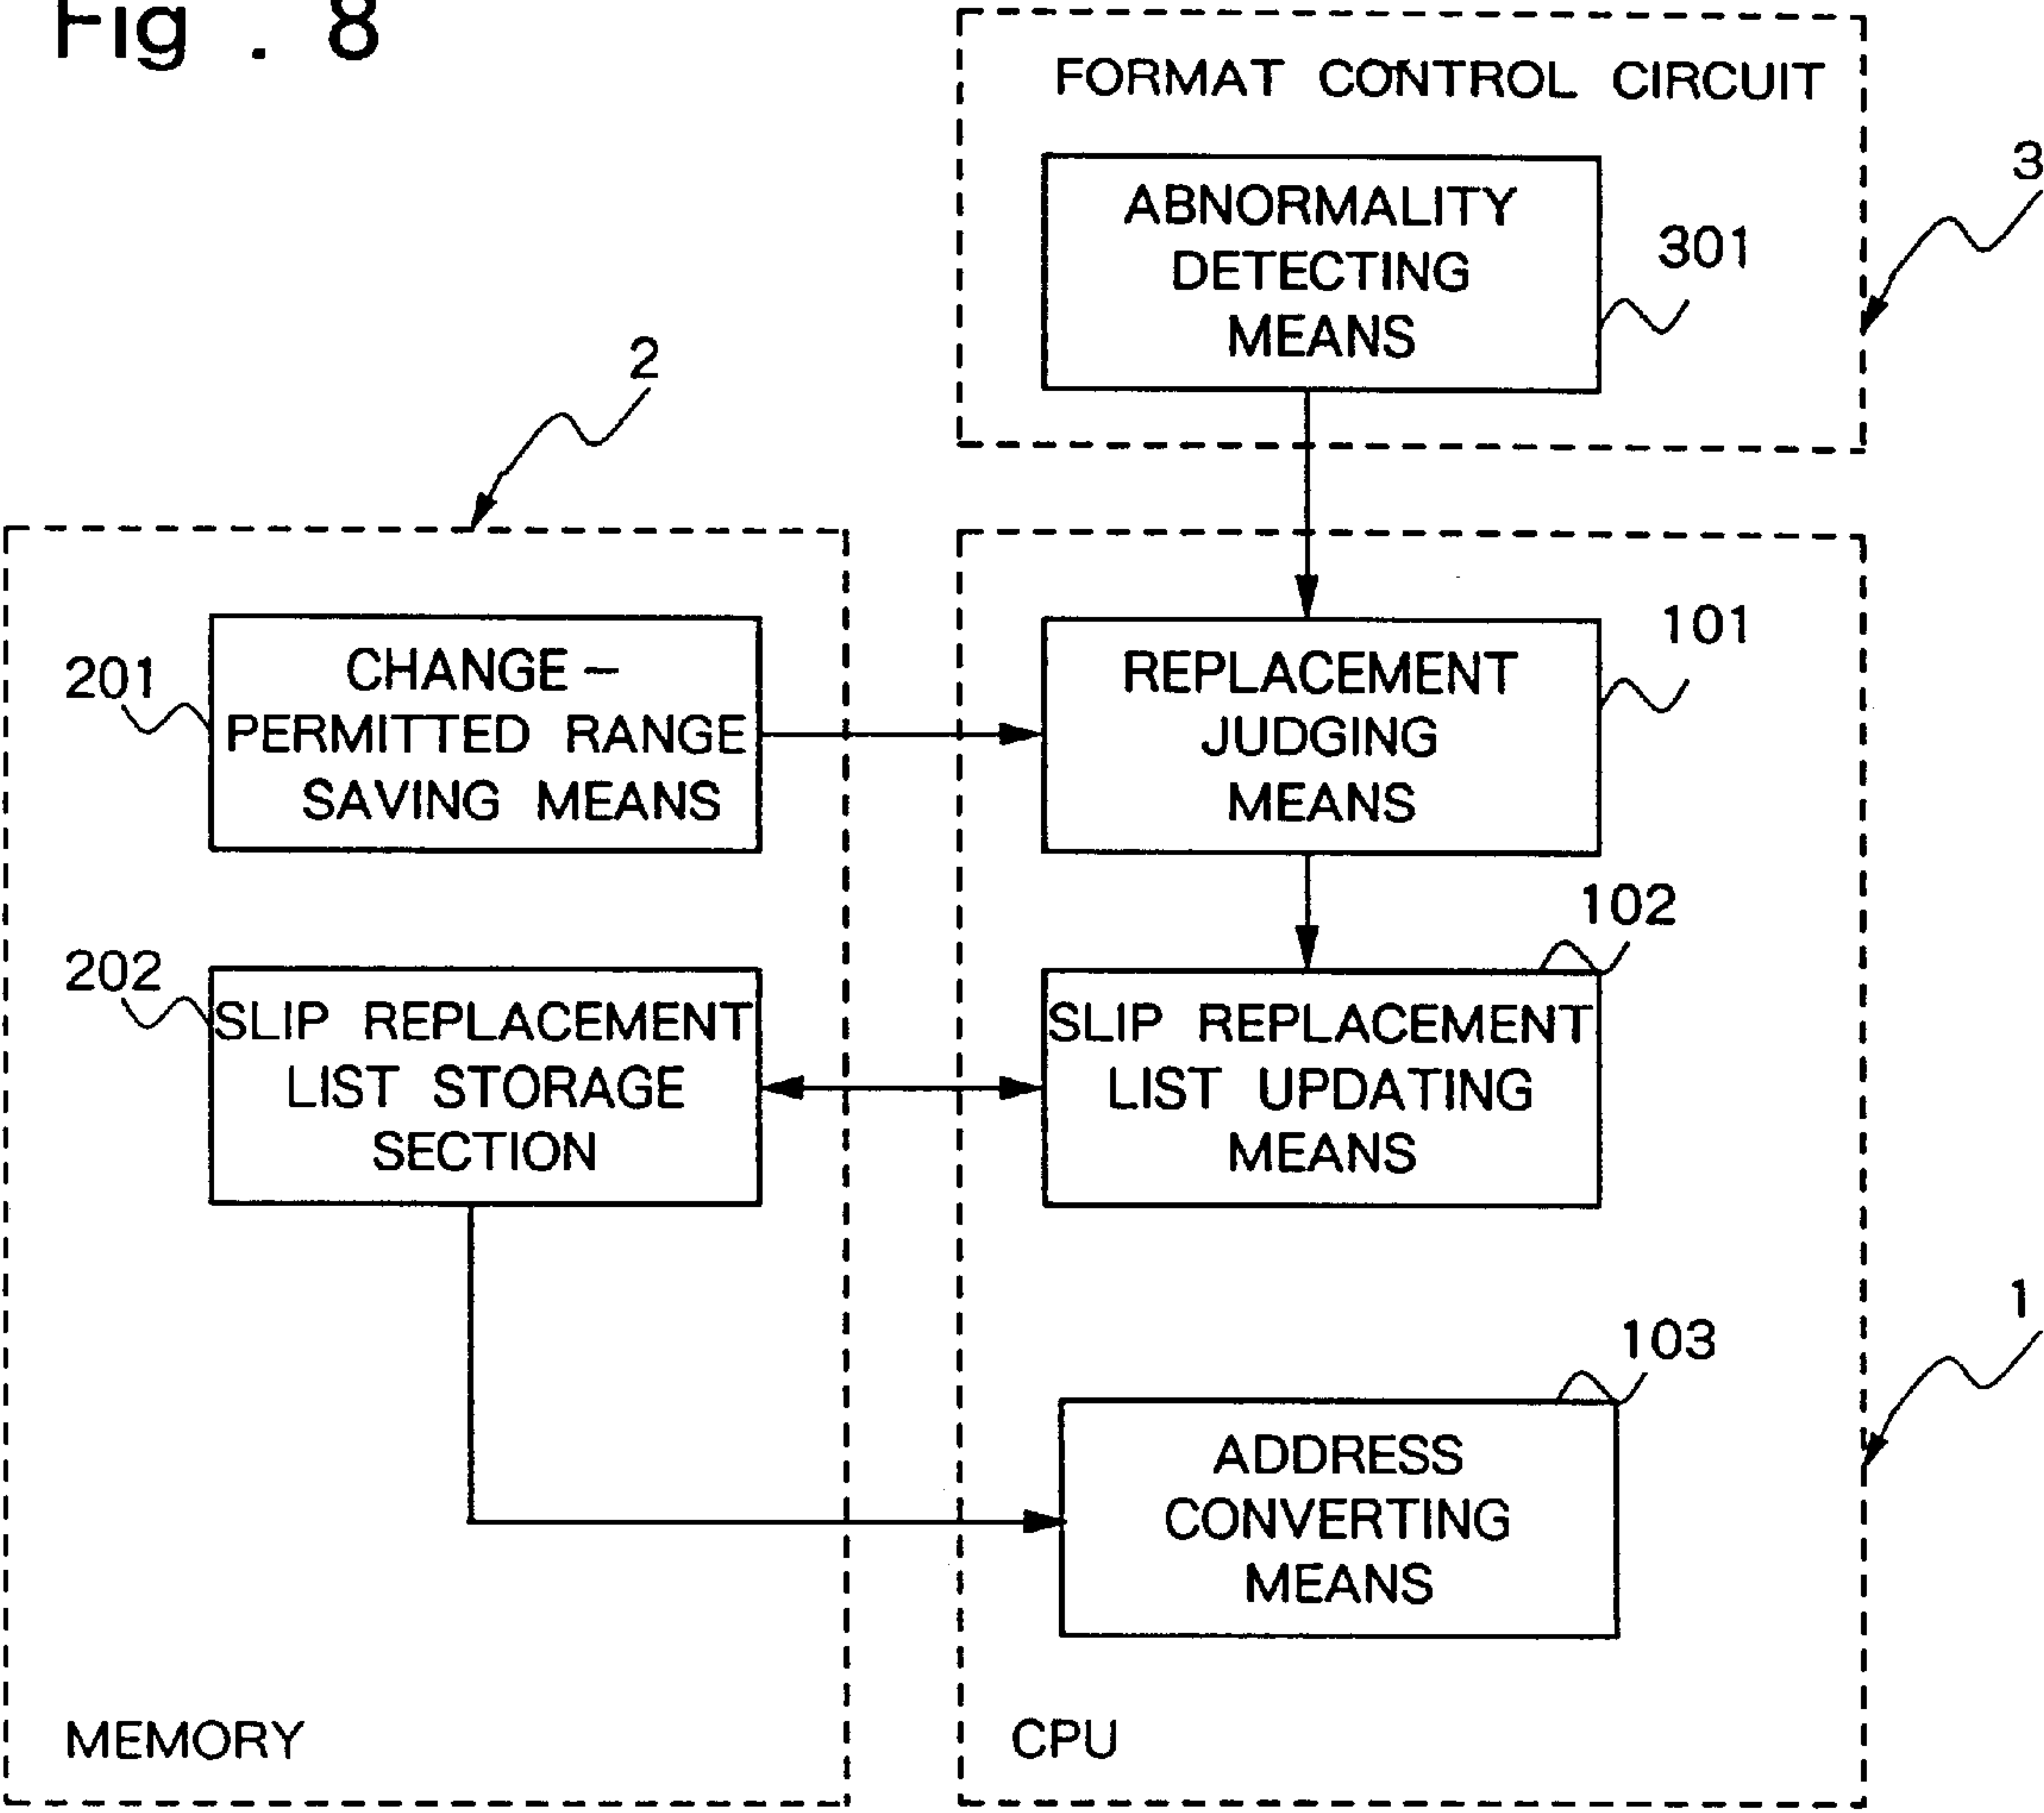 Fig . 8
FORMAT CONTROL CIRCUIT
3
ABNORMALITY
DETECTING
MEANS
301
2
201
CHANGE-
PERMITTED RANGE
SAVING MEANS
REPLACEMENT
JUDGING
MEANS
101
202
SLIP REPLACEMENT
LIST STORAGE
SECTION
102
SLIP REPLACEMENT
LIST UPDATING
MEANS
1
103
ADDRESS
CONVERTING
MEANS
MEMORY
CPU